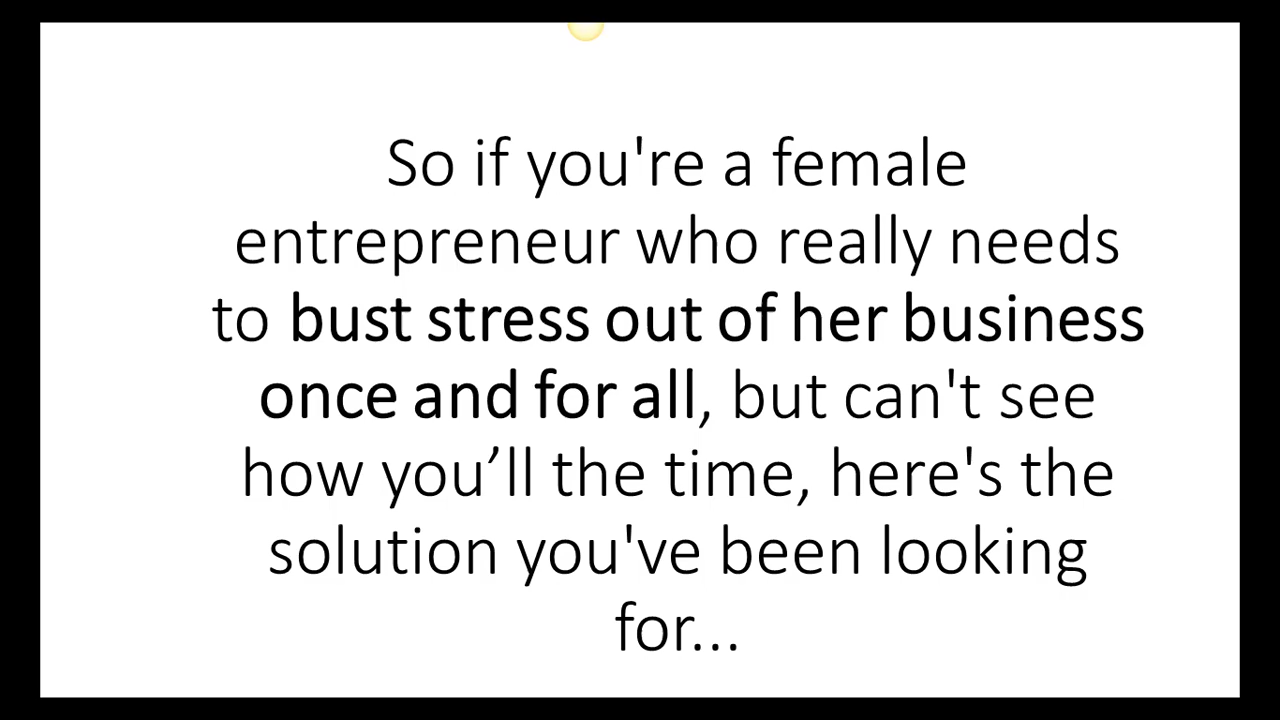 So if you're a female
entrepreneur who really needs
to bust stress out of her business
once and for all, but can't see
how you’ll the time, here's the
solution you've been looking
for...